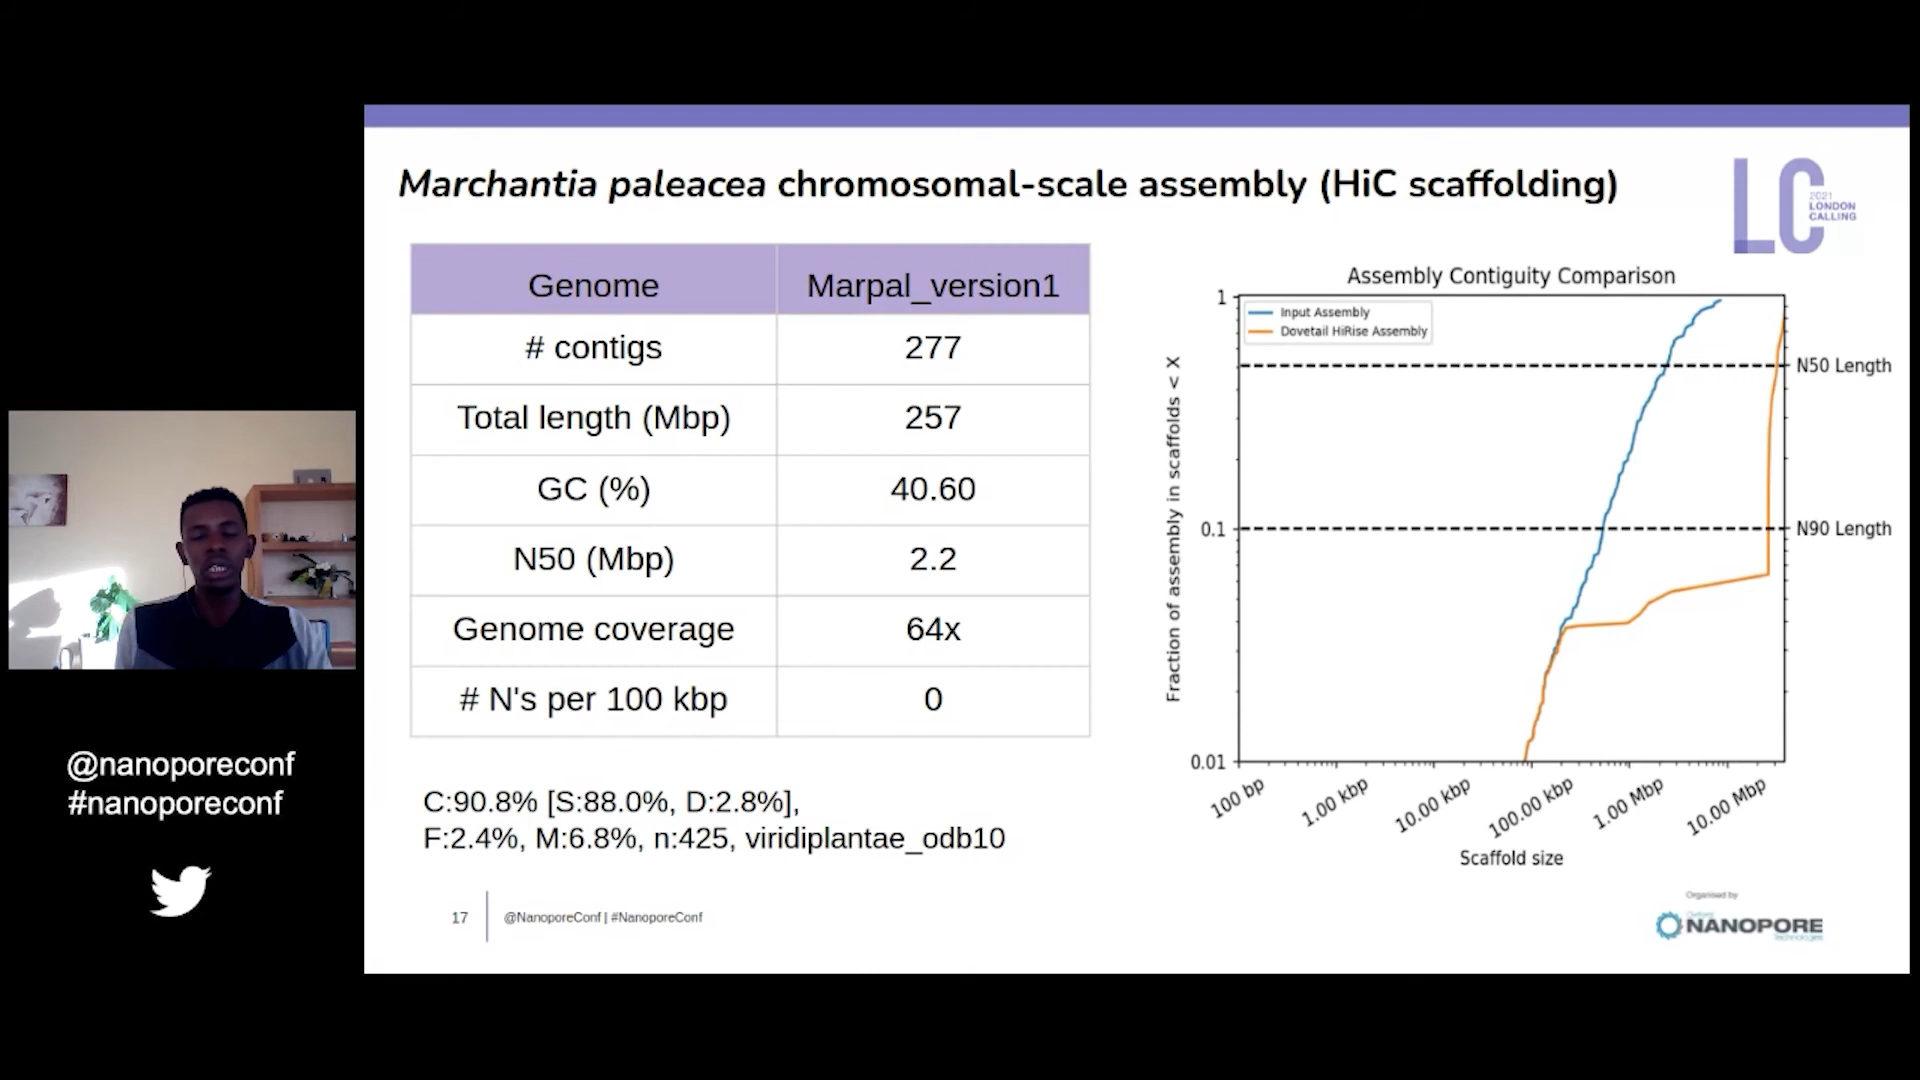 Marchantia paleacea chromosomal-scale assembly (HiC scaffolding)
LC
2021
LONDON
CALLING
Genome Marpal_version1
# contigs 277
Total length (Mbp) 257
GC (%) 40.60
N50 (Mbp) 2.2
Genome coverage 64x
# N's per 100 kbp 0
C:90.8% [S:88.0%, D:2.8%],
F:2.4%, M:6.8%, n:425, viridiplantae_odb10
Assembly Contiguity Comparison
Input Assembly
Dovetail HiRise Assembly
Fraction of assembly in scaffolds < X
1
0.1
0.01
N50 Length
N90 Length
100 bp
1.00 kbp
10.00 kbp
100.00 kbp
1.00 Mbp
10.00 Mbp
Scaffold size
@nanoporeconf
#nanoporeconf
17
@NanoporeConf | #NanoporeConf
Organised by
Oxford
NANOPORE
Technologies